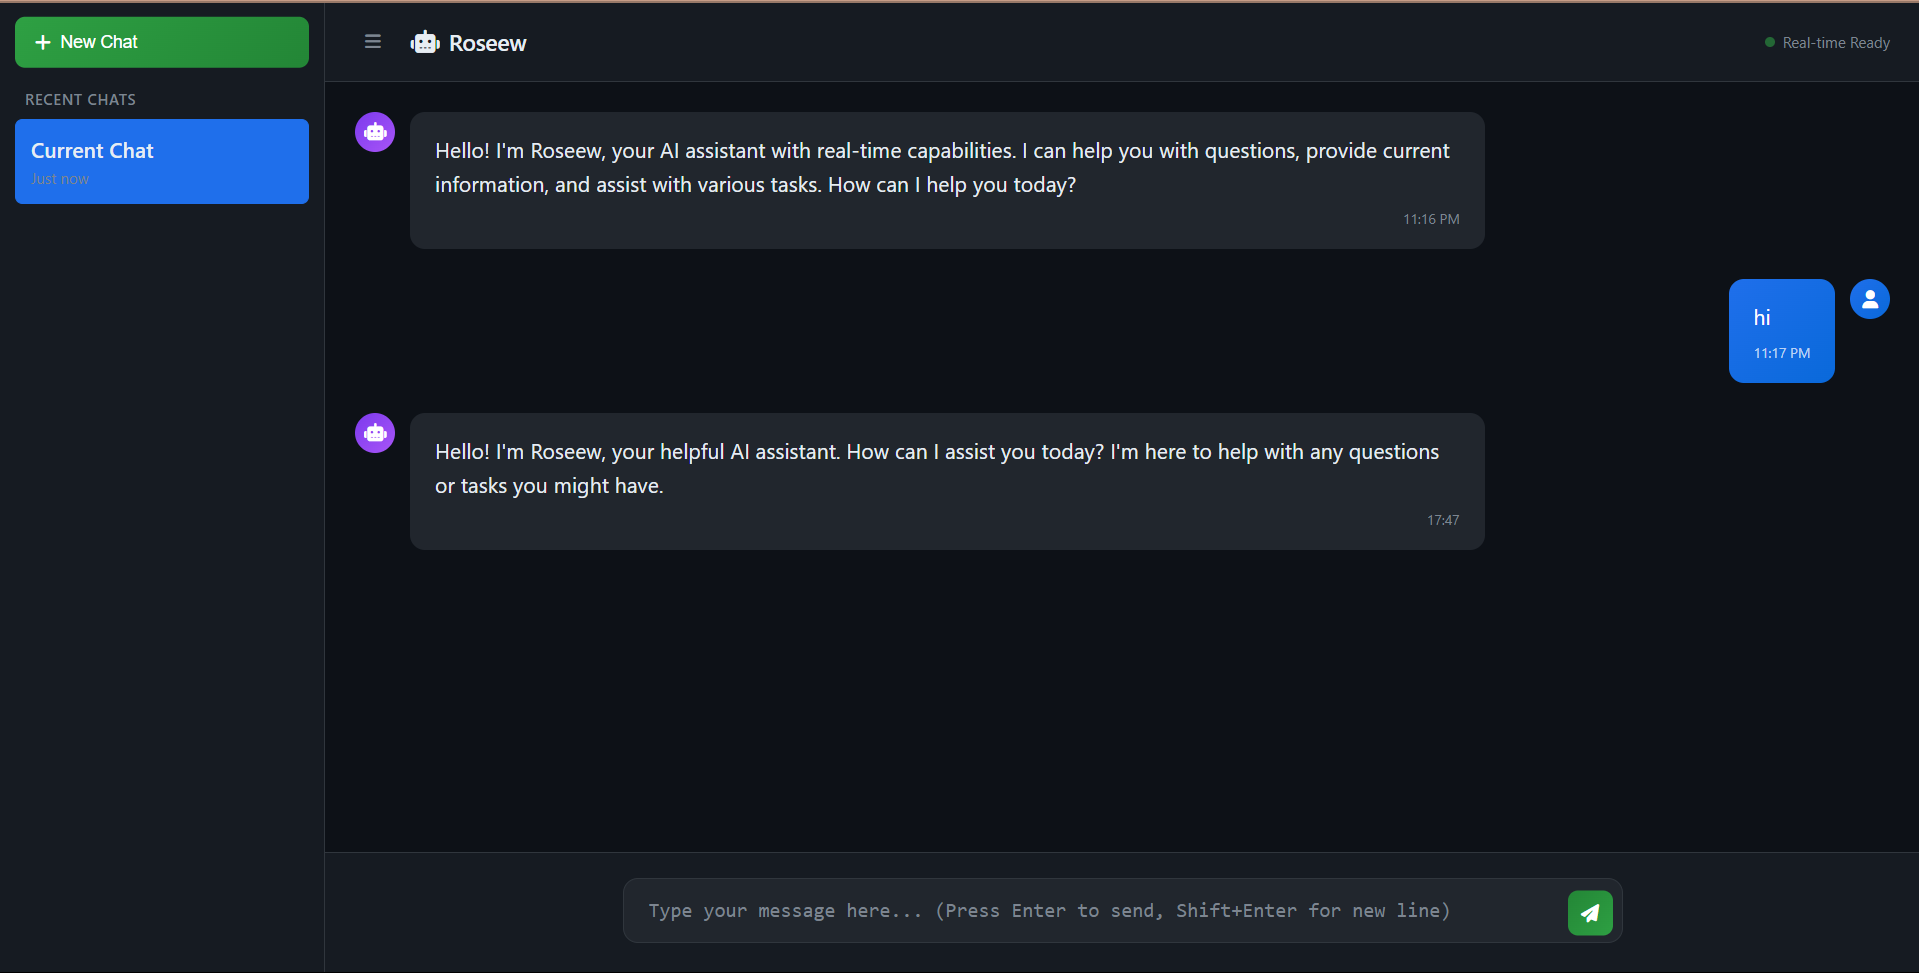 New Chat
RECENT CHATS
Current Chat
Just now
Roseew
Real-time Ready
Hello! I'm Roseew, your AI assistant with real-time capabilities. I can help you with questions, provide current
information, and assist with various tasks. How can I help you today?
11:16 PM
hi
11:17 PM
Hello! I'm Roseew, your helpful AI assistant. How can I assist you today? I'm here to help with any questions
or tasks you might have.
17:47
Type your message here... (Press Enter to send, Shift+Enter for new line)